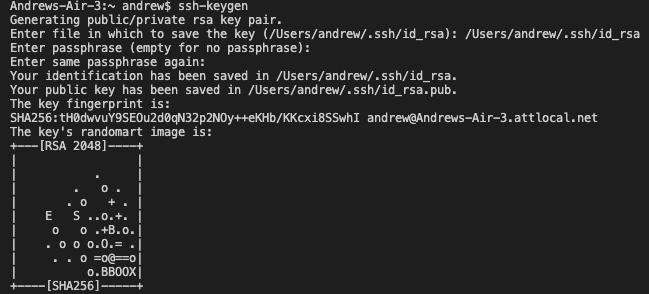 Andrews-Air-3:~ andrew$ ssh-keygen
Generating public/private rsa key pair.
Enter file in which to save the key (/Users/andrew/.ssh/id_rsa): /Users/andrew/.ssh/id_rsa
Enter passphrase (empty for no passphrase):
Enter same passphrase again:
Your identification has been saved in /Users/andrew/.ssh/id_rsa.
Your public key has been saved in /Users/andrew/.ssh/id_rsa.pub.
The key fingerprint is:
SHA256:tH0dwvuY9SEOu2d0qN32p2NOy++eKHb/KKcxi8SSwhI andrew@Andrews-Air-3.attlocal.net
The key's randomart image is:
+---[RSA 2048]----+
|                 |
|           .     |
|        .   o .  |
|       . o   + . |
|    E   S ..o.+. |
|     o   o .+B.o.|
|    . o o o.O.= .|
|     . . o =o@==o|
|          o.BBOOX|
+----[SHA256]-----+